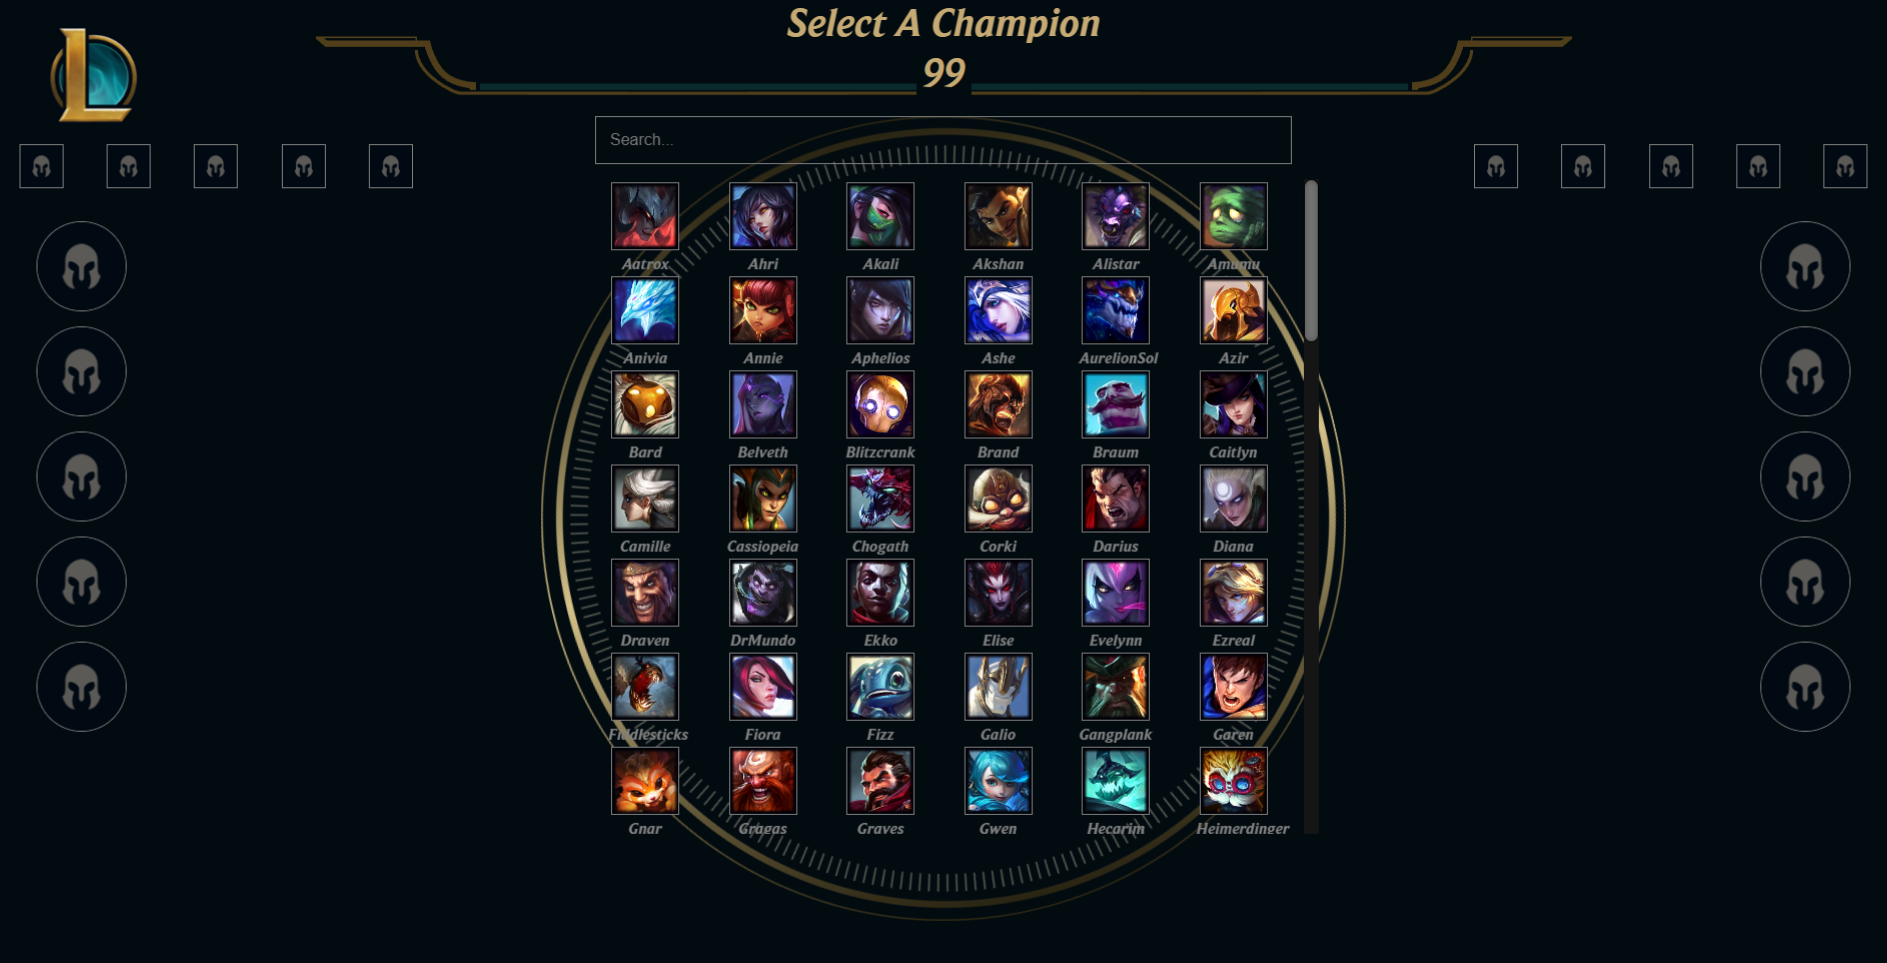 Select A Champion
99
Search...
Aatrox Ahri Akali Akshan Alistar Amumu
Anivia Annie Aphelios Ashe AurelionSol Azir
Bard Belveth Blitzcrank Brand Braum Caitlyn
Camille Cassiopeia Chogath Corki Darius Diana
Draven DrMundo Ekko Elise Evelynn Ezreal
Fiddlesticks Fiora Fizz Galio Gangplank Garen
Gnar Gragas Graves Gwen Hecarim Heimerdinger